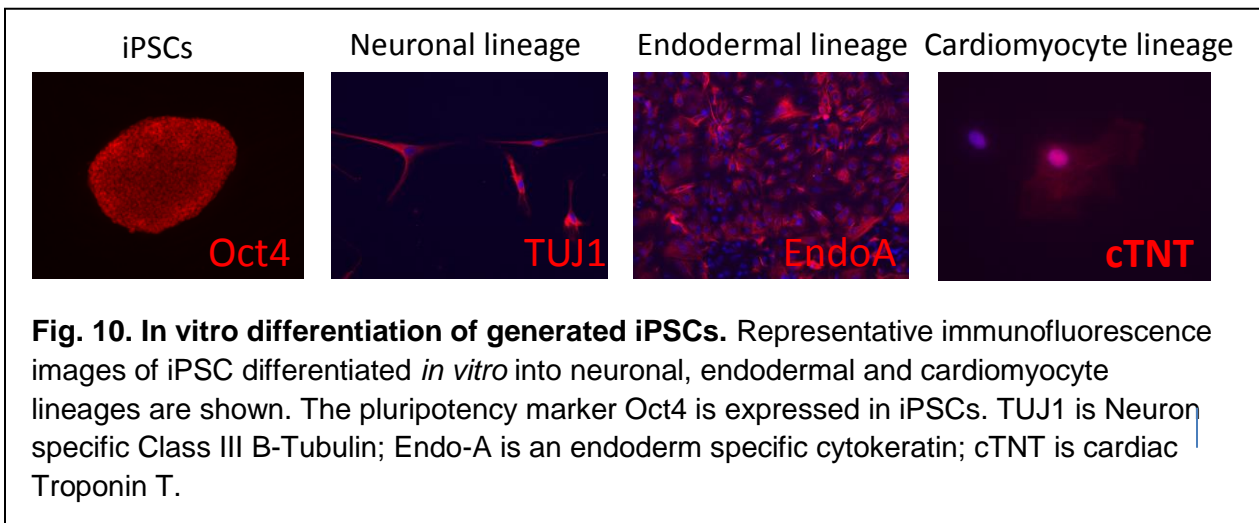 iPSCs Neuronal lineage Endodermal lineage Cardiomyocyte lineage
Oct4 TUJ1 EndoA cTNT
Fig. 10. In vitro differentiation of generated iPSCs. Representative immunofluorescence
images of iPSC differentiated in vitro into neuronal, endodermal and cardiomyocyte
lineages are shown. The pluripotency marker Oct4 is expressed in iPSCs. TUJ1 is Neuron
specific Class III B-Tubulin; Endo-A is an endoderm specific cytokeratin; cTNT is cardiac
Troponin T.